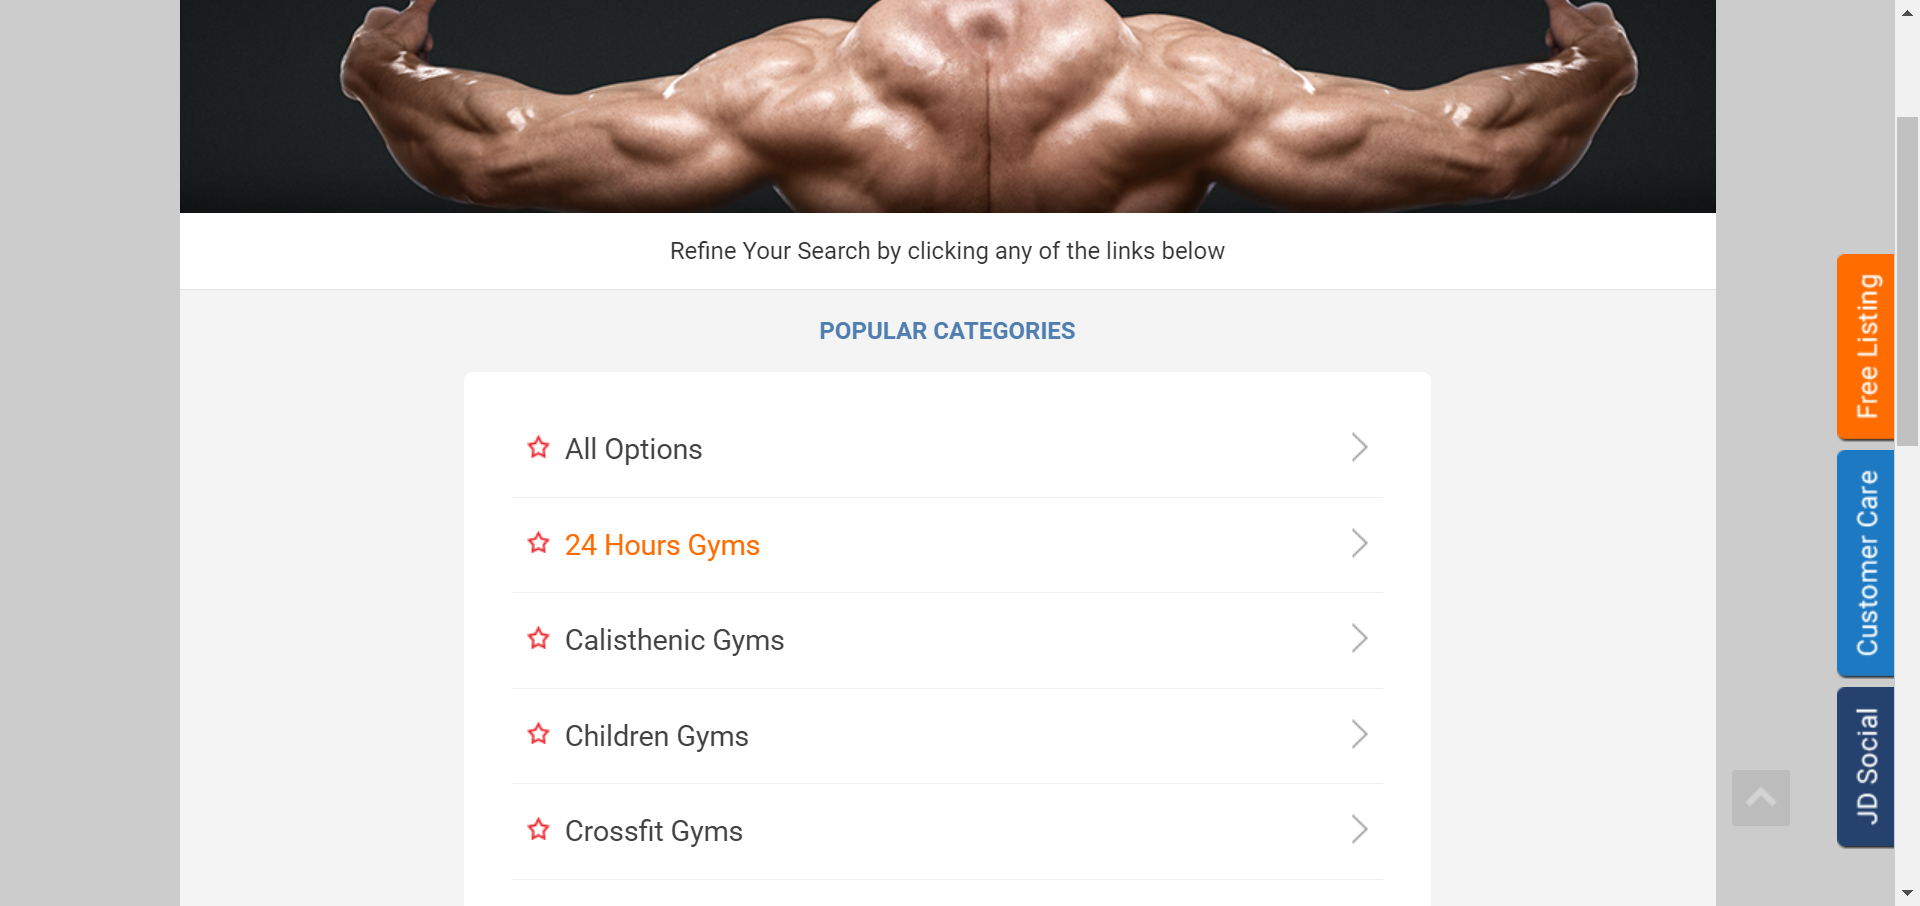 Refine Your Search by clicking any of the links below
POPULAR CATEGORIES
All Options
24 Hours Gyms
Calisthenic Gyms
Children Gyms
Crossfit Gyms
Free Listing
Customer Care
JD Social